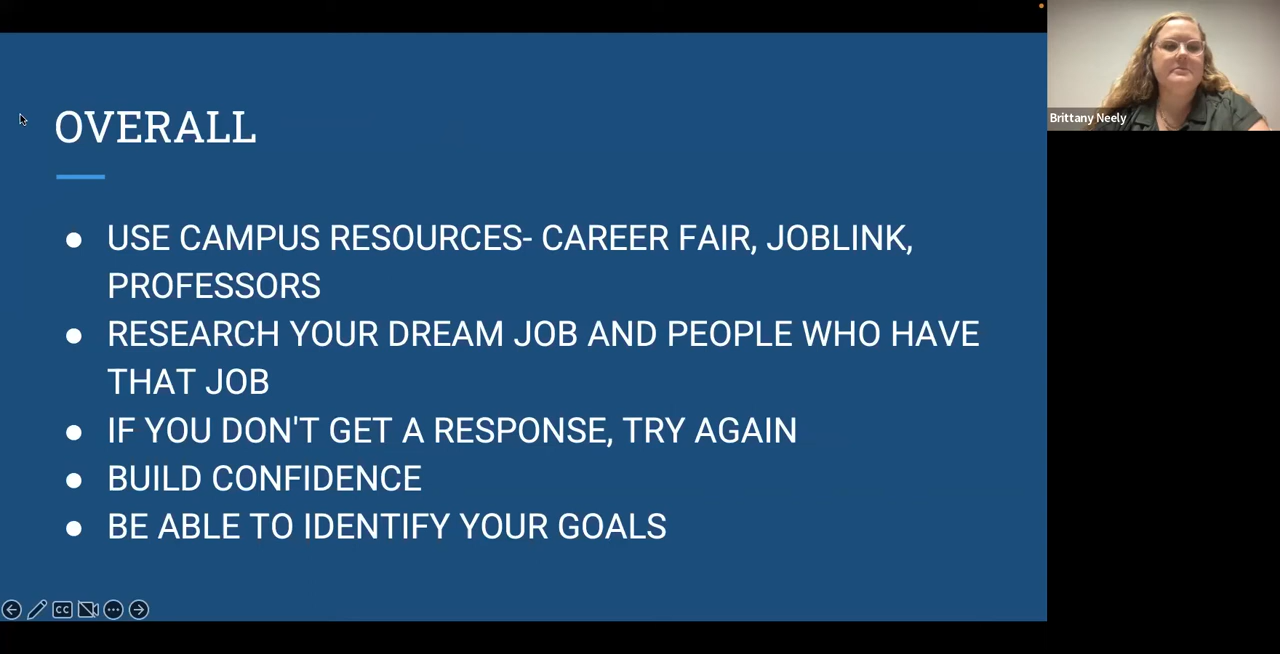 OVERALL
● USE CAMPUS RESOURCES- CAREER FAIR, JOBLINK,
PROFESSORS
● RESEARCH YOUR DREAM JOB AND PEOPLE WHO HAVE
THAT JOB
● IF YOU DON'T GET A RESPONSE, TRY AGAIN
● BUILD CONFIDENCE
● BE ABLE TO IDENTIFY YOUR GOALS
CC
Brittany Neely